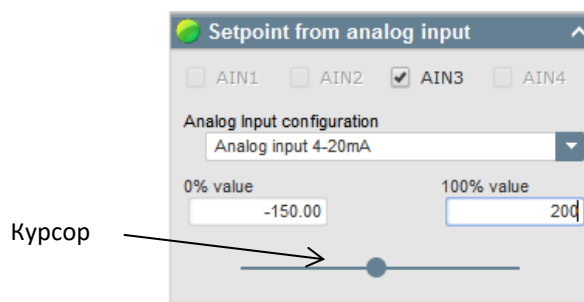 Setpoint from analog input
AIN1 AIN2 AIN3 AIN4
Analog Input configuration
Analog input 4-20mA
0% value 100% value
-150.00 200
Курсор